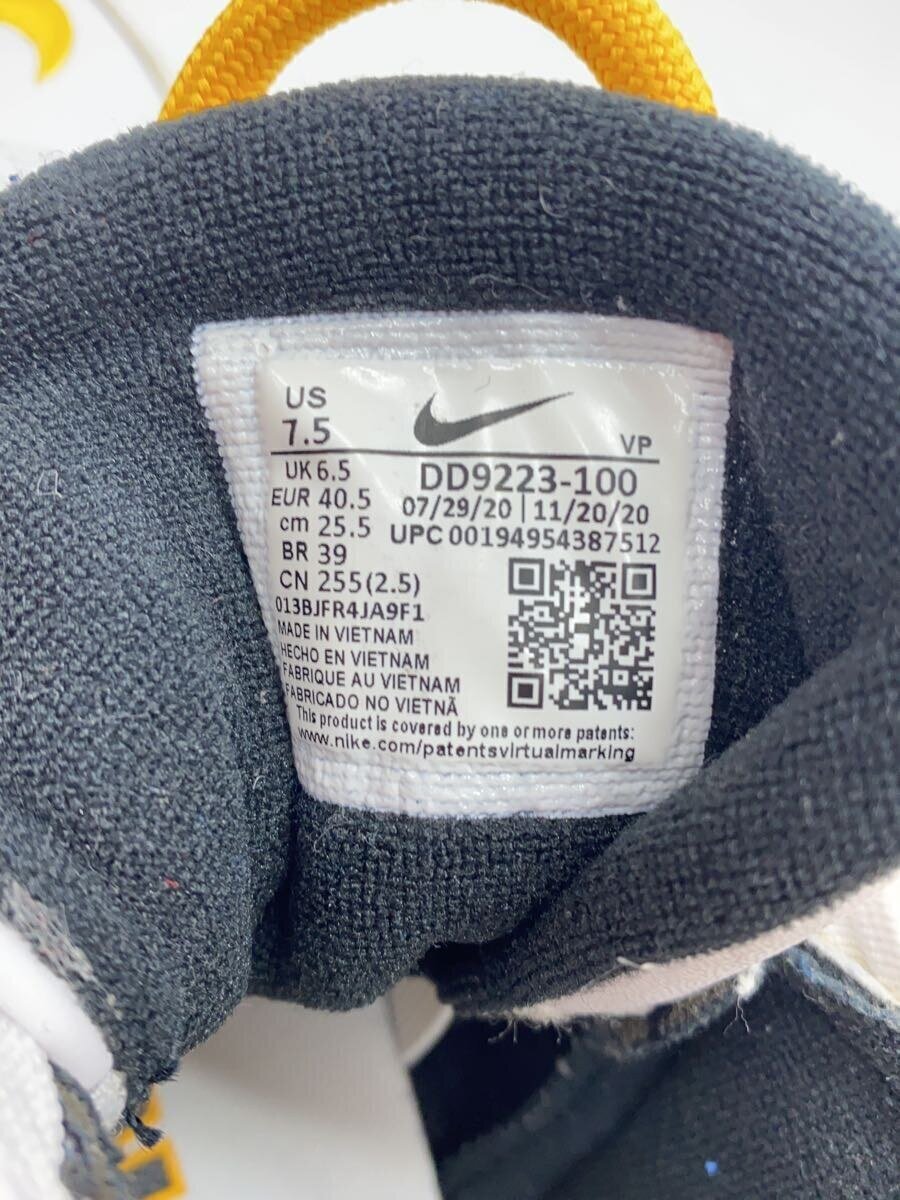 US
7.5
VP
UK 6.5
EUR 40.5
cm 25.5
BR 39
CN 255(2.5)
DD9223-100
07/29/20 | 11/20/20
UPC 00194954387512
013BJFR4JA9F1
MADE IN VIETNAM
HECHO EN VIETNAM
FABRIQUE AU VIETNAM
FABRICADO NO VIETNÃ
This product is covered by one or more patents:
www.nike.com/patentsvirtualmarking